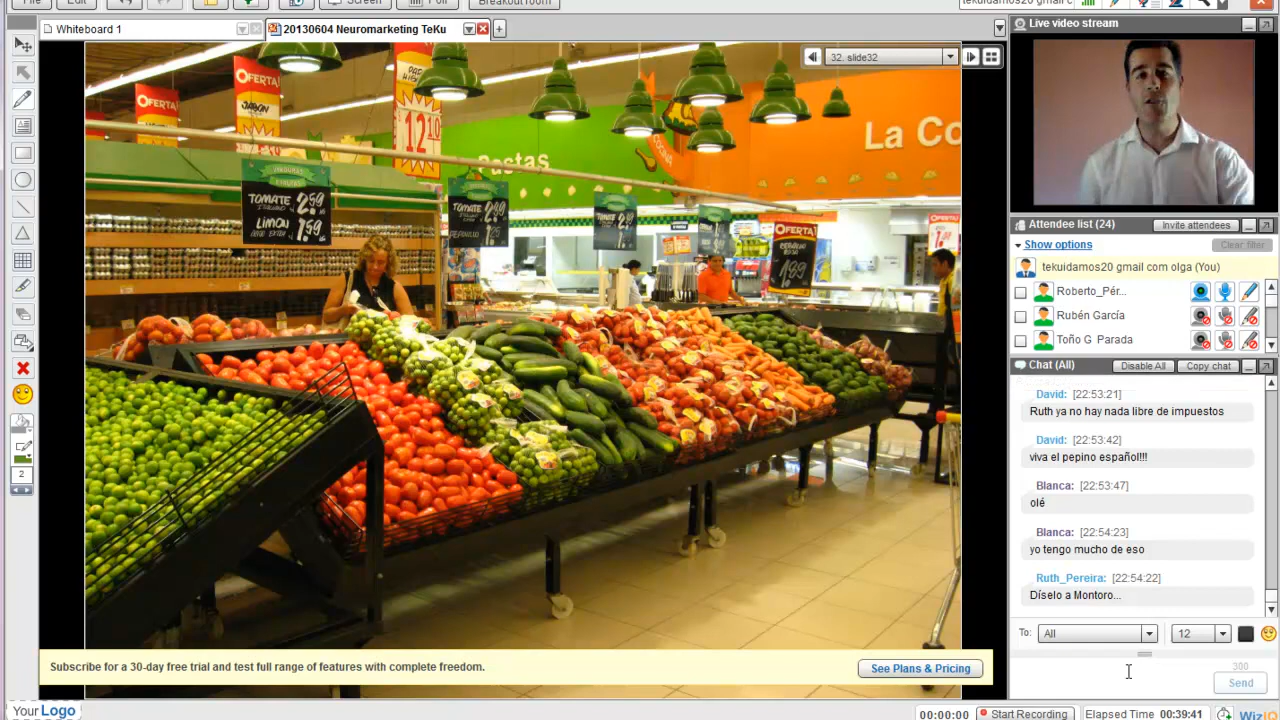 File
Edit
Screen
Poll
Breakout room
Whiteboard 1
20130604 Neuromarketing TeKu
32. slide32
OFERTA!
OFERTA!
JABON
12.10
Pastas
La Co
COCINA
TOMATE 2.99
LIMON 1.59
TOMATE
PEPINILLO
OFERTA!
1.89
Live video stream
Attendee list (24)
Invite attendees
Show options
Clear filter
tekuidamos20 gmail com olga (You)
Roberto_Pér...
Rubén García
Toño G Parada
Chat (All)
Disable All
Copy chat
David: [22:53:21]
Ruth ya no hay nada libre de impuestos
David: [22:53:42]
viva el pepino español!!!
Blanca: [22:53:47]
olé
Blanca: [22:54:23]
yo tengo mucho de eso
Ruth_Pereira: [22:54:22]
Díselo a Montoro...
To:
All
12
300
Send
2
Subscribe for a 30-day free trial and test full range of features with complete freedom.
See Plans & Pricing
Your Logo
00:00:00
Start Recording
Elapsed Time 00:39:41
WizIQ